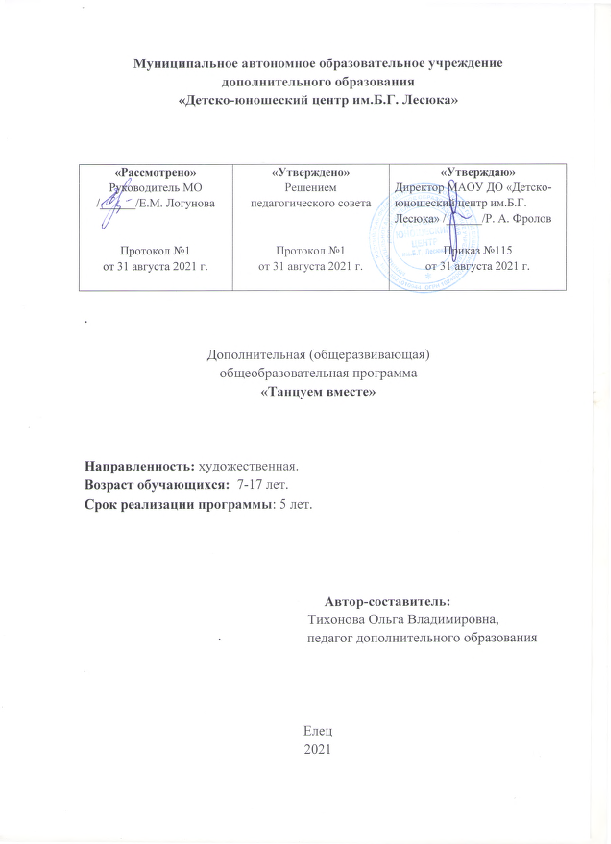 Муниципальное автономное образовательное учреждение
дополнительного образования
«Детско-юношеский центр им.Б.Г. Лесюка»
«Рассмотрено»
Руководитель МО
/ /Е.М. Логунова
Протокол №1
от 31 августа 2021 г.
«Утверждено»
Решением
педагогического совета
Протокол №1
от 31 августа 2021 г.
«Утверждаю»
Директор МАОУ ДО «Детско-
юношеский центр им.Б.Г.
Лесюка» / /Р. А. Фролов
Приказ №115
от 31 августа 2021 г.
Дополнительная (общеразвивающая)
общеобразовательная программа
«Танцуем вместе»
Направленность: художественная.
Возраст обучающихся: 7-17 лет.
Срок реализации программы: 5 лет.
Автор-составитель:
Тихонова Ольга Владимировна,
педагог дополнительного образования
Елец
2021